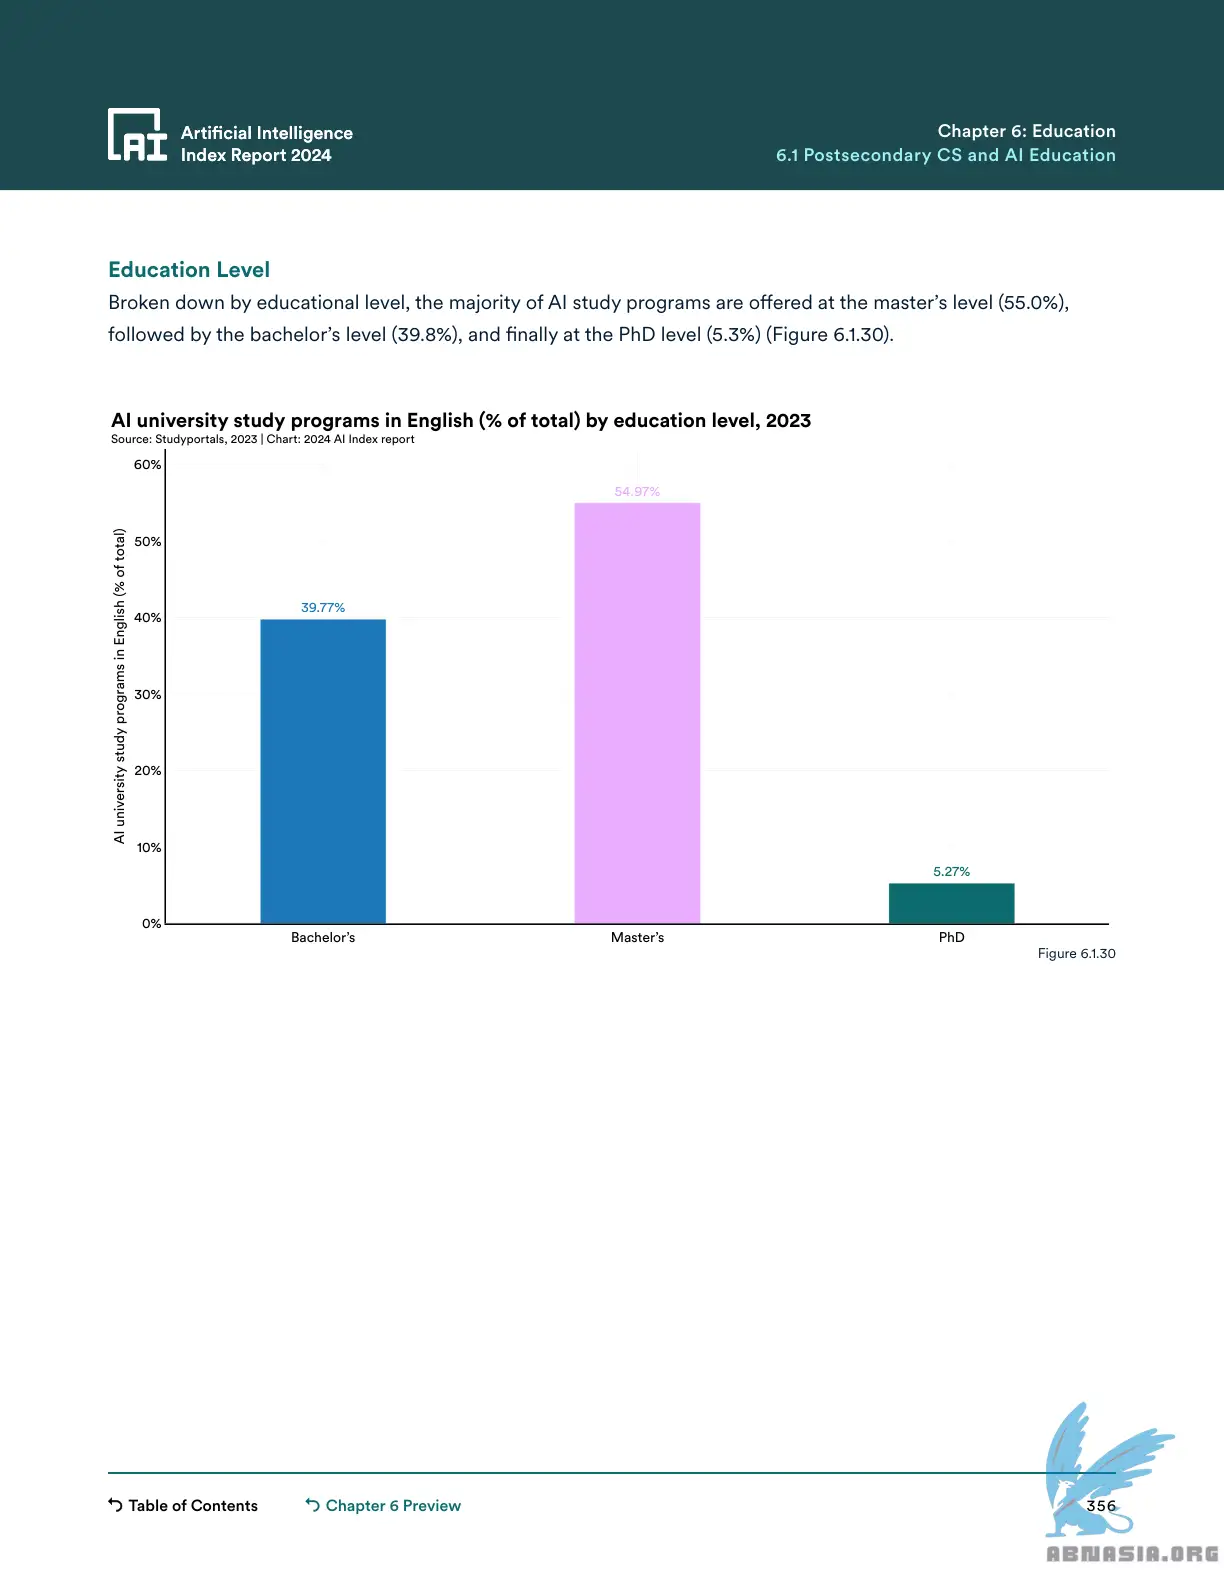 AI
Artificial Intelligence
Index Report 2024
Chapter 6: Education
6.1 Postsecondary CS and AI Education
Education Level
Broken down by educational level, the majority of AI study programs are offered at the master’s level (55.0%),
followed by the bachelor’s level (39.8%), and finally at the PhD level (5.3%) (Figure 6.1.30).
AI university study programs in English (% of total) by education level, 2023
Source: Studyportals, 2023 | Chart: 2024 AI Index report
AI university study programs in English (% of total)
60%
50%
40%
30%
20%
10%
0%
39.77%
54.97%
5.27%
Bachelor’s
Master’s
PhD
Figure 6.1.30
Table of Contents
Chapter 6 Preview
356
ABNASIA.ORG